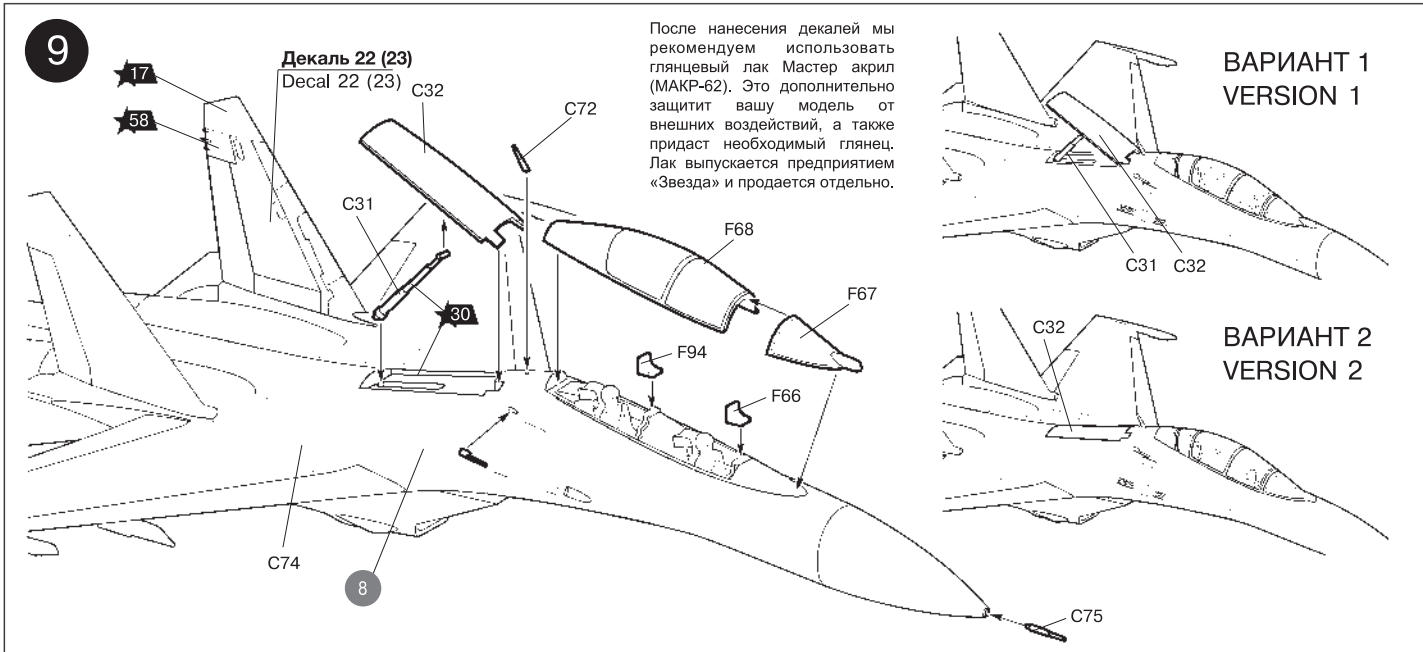 9
17
58
Декаль 22 (23)
Decal 22 (23)
C32
C72
C31
30
После нанесения декалей мы
рекомендуем использовать
глянцевый лак Мастер акрил
(МАКР-62). Это дополнительно
защитит вашу модель от
внешних воздействий, а также
придаст необходимый глянец.
Лак выпускается предприятием
«Звезда» и продается отдельно.
F68
F67
F94
F66
C74
8
C75
ВАРИАНТ 1
VERSION 1
C31
C32
ВАРИАНТ 2
VERSION 2
C32